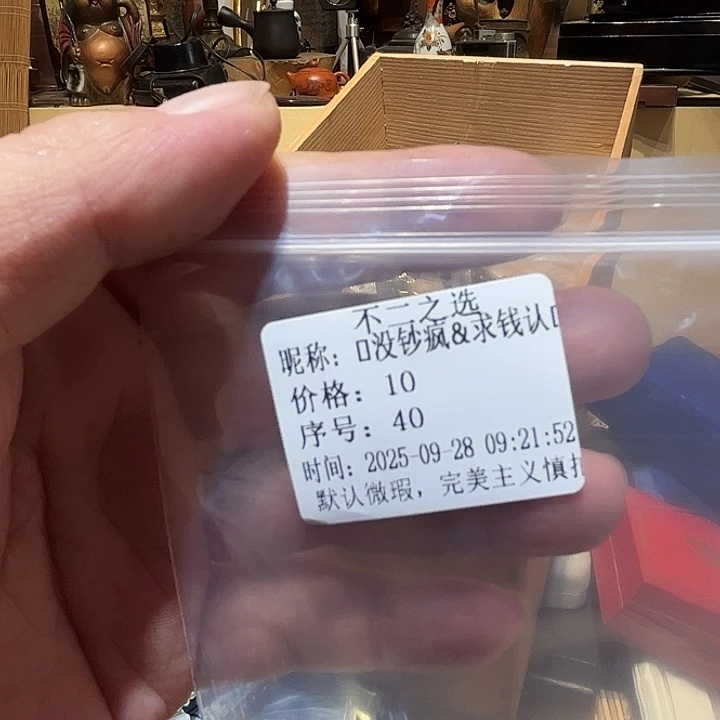 不二之选
昵称：▯没钞疯&求钱认▯
价格：10
序号：40
时间：2025-09-28 09:21:52
默认微瑕，完美主义慎拍